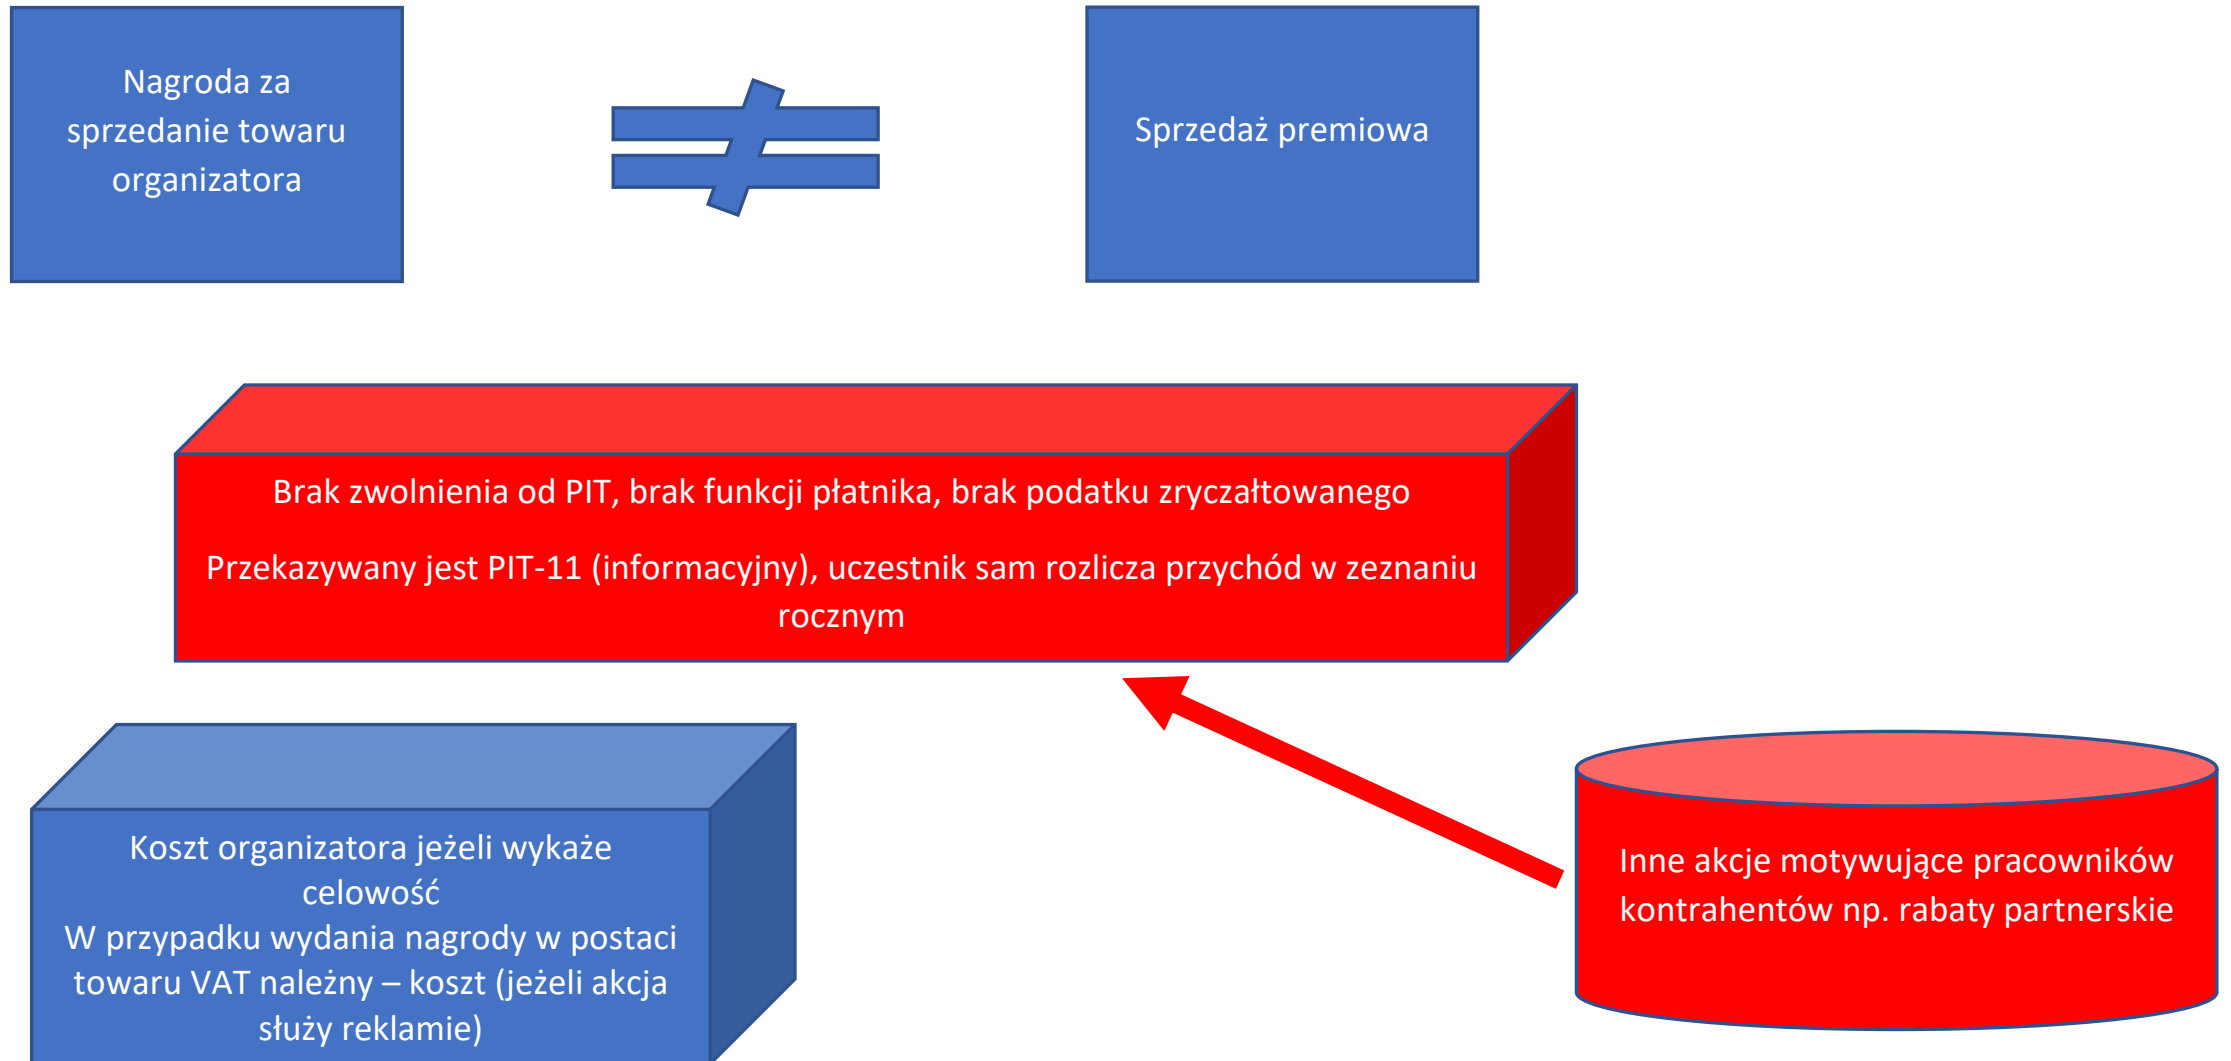 Nagroda za
sprzedanie towaru
organizatora
Sprzedaż premiowa
Brak zwolnienia od PIT, brak funkcji płatnika, brak podatku zryczałtowanego
Przekazywany jest PIT-11 (informacyjny), uczestnik sam rozlicza przychód w zeznaniu
rocznym
Koszt organizatora jeżeli wykaże
celowość
W przypadku wydania nagrody w postaci
towaru VAT należny – koszt (jeżeli akcja
służy reklamie)
Inne akcje motywujące pracowników
kontrahentów np. rabaty partnerskie